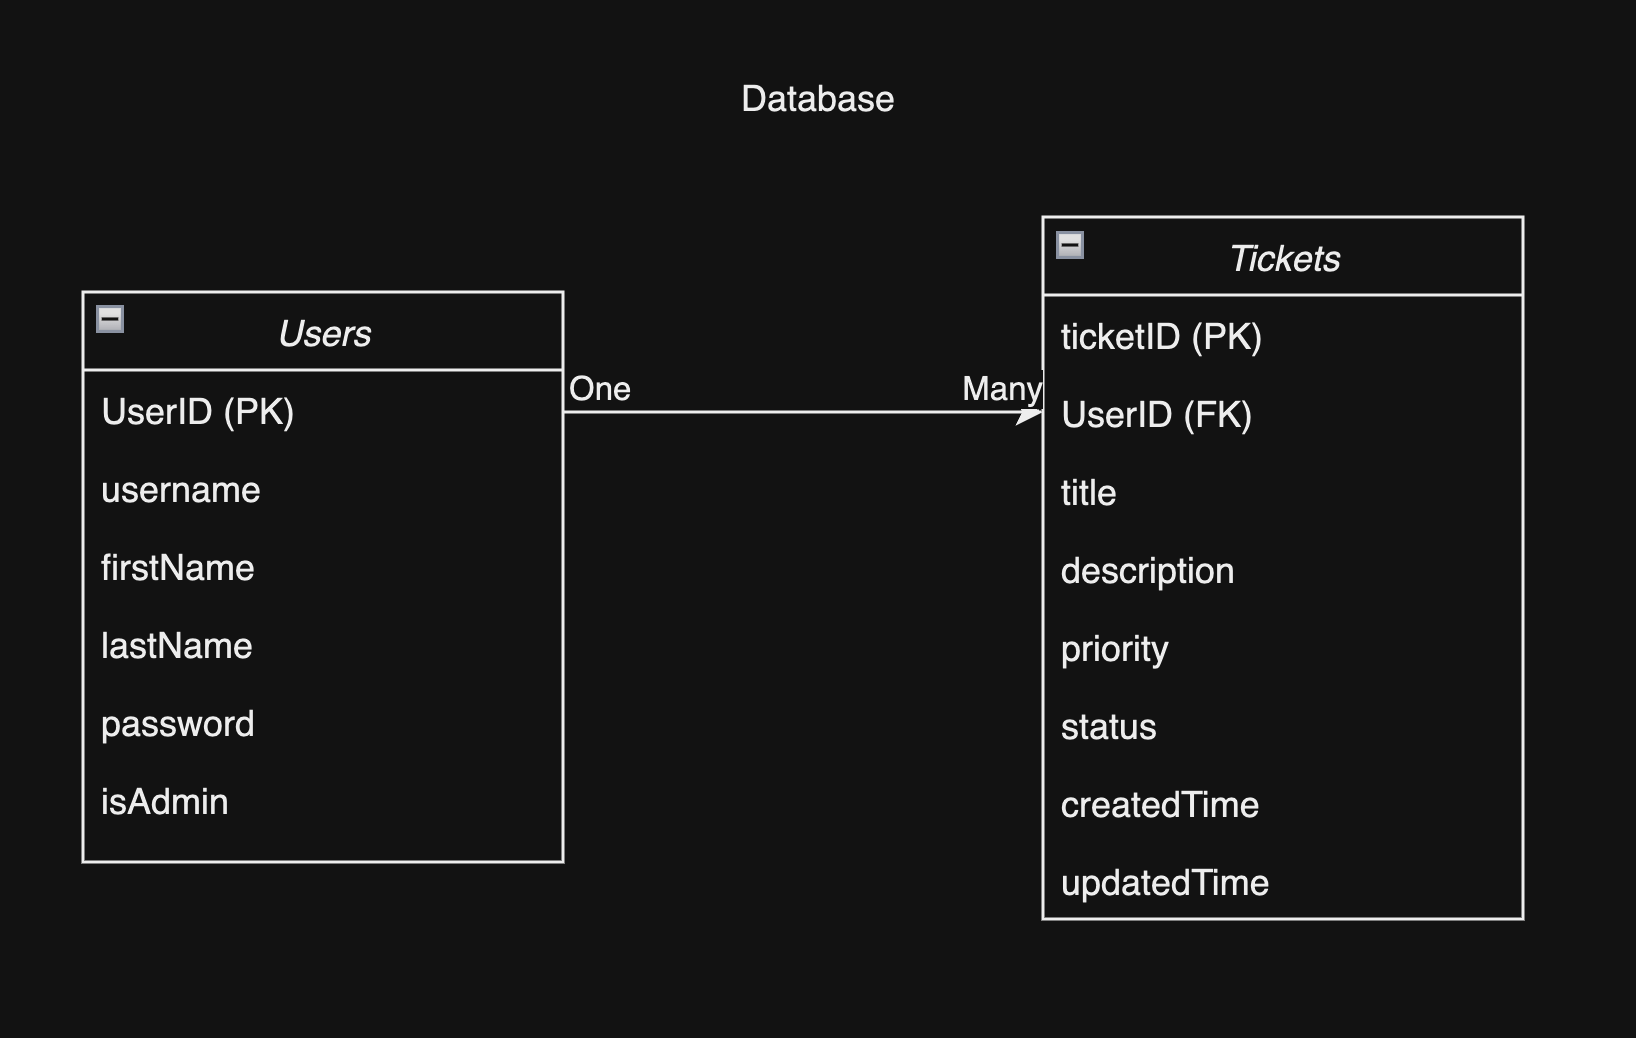 Database
Users
UserID (PK)
username
firstName
lastName
password
isAdmin
One
Many
Tickets
ticketID (PK)
UserID (FK)
title
description
priority
status
createdTime
updatedTime